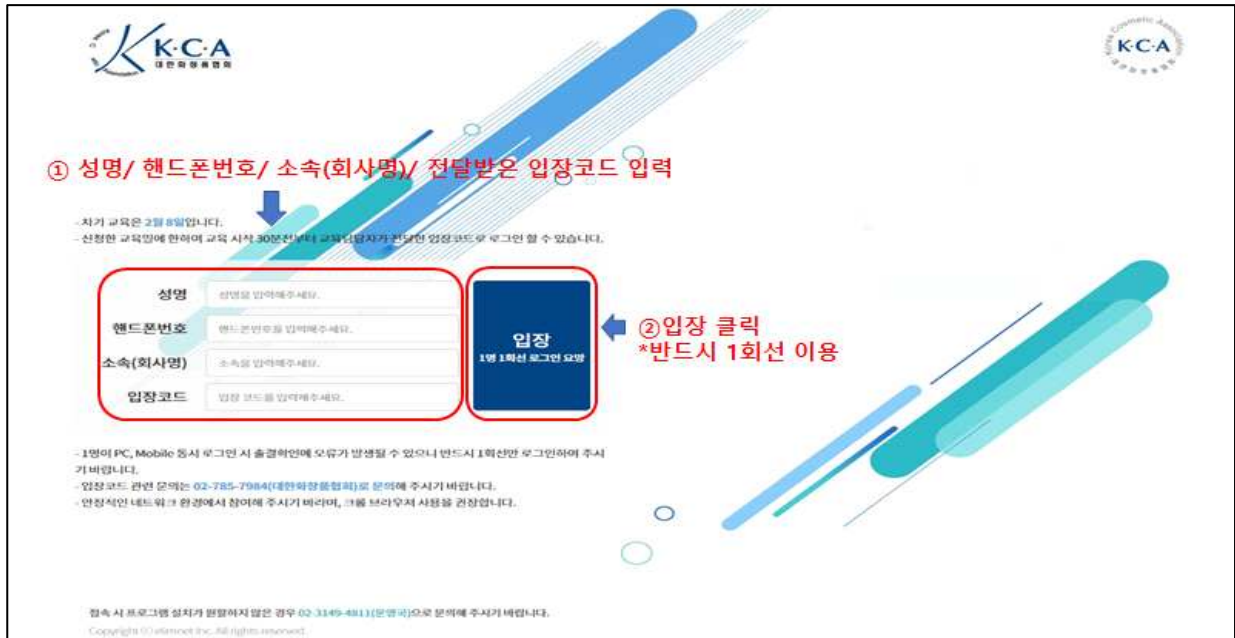 K·C·A
대한화장품협회
Korea Cosmetic Association
K·C·A
대한화장품협회
① 성명/ 핸드폰번호/ 소속(회사명)/ 전달받은 입장코드 입력
- 차기 교육은 2월 8일입니다.
- 신청한 교육일에 한하여 교육 시작 30분전부터 교육담당자가 전달한 입장코드로 로그인 할 수 있습니다.
성명 성명을 입력해주세요.
핸드폰번호 핸드폰번호를 입력해주세요.
소속(회사명) 소속을 입력해주세요.
입장코드 입장 코드를 입력해주세요.
입장
1명 1회선 로그인 요망
②입장 클릭
*반드시 1회선 이용
- 1명이 PC, Mobile 동시 로그인 시 출결확인에 오류가 발생될 수 있으니 반드시 1회선만 로그인하여 주시
기 바랍니다.
- 입장코드 관련 문의는 02-785-7984(대한화장품협회)로 문의해 주시기 바랍니다.
- 안정적인 네트워크 환경에서 참여해 주시기 바라며, 크롬 브라우저 사용을 권장합니다.
접속 시 프로그램 설치가 원활하지 않은 경우 02-3149-4811(운영국)으로 문의해 주시기 바랍니다.
Copyright ⓒ Inc. All rights reserved.